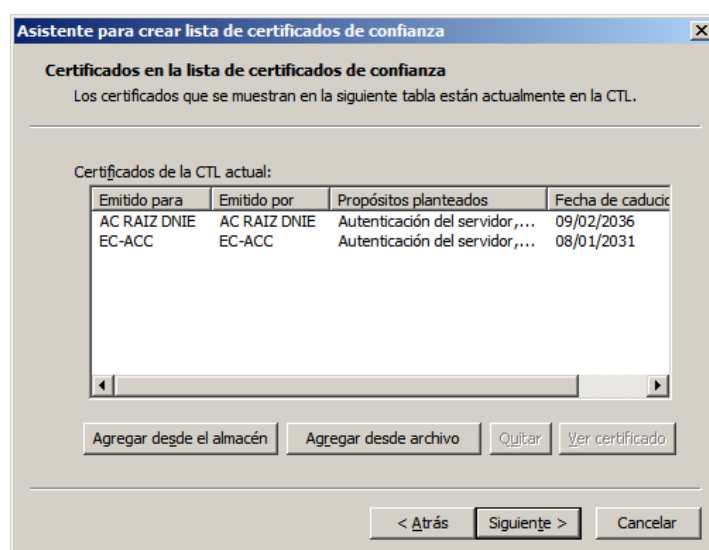 Asistente para crear lista de certificados de confianza
Certificados en la lista de certificados de confianza
Los certificados que se muestran en la siguiente tabla están actualmente en la CTL.
Certificados de la CTL actual:
Emitido para Emitido por Propósitos planteados Fecha de caducic
AC RAIZ DNIE AC RAIZ DNIE Autenticación del servidor,... 09/02/2036
EC-ACC EC-ACC Autenticación del servidor,... 08/01/2031
Agregar desde el almacén Agregar desde archivo Quitar Ver certificado
< Atrás Siguiente > Cancelar